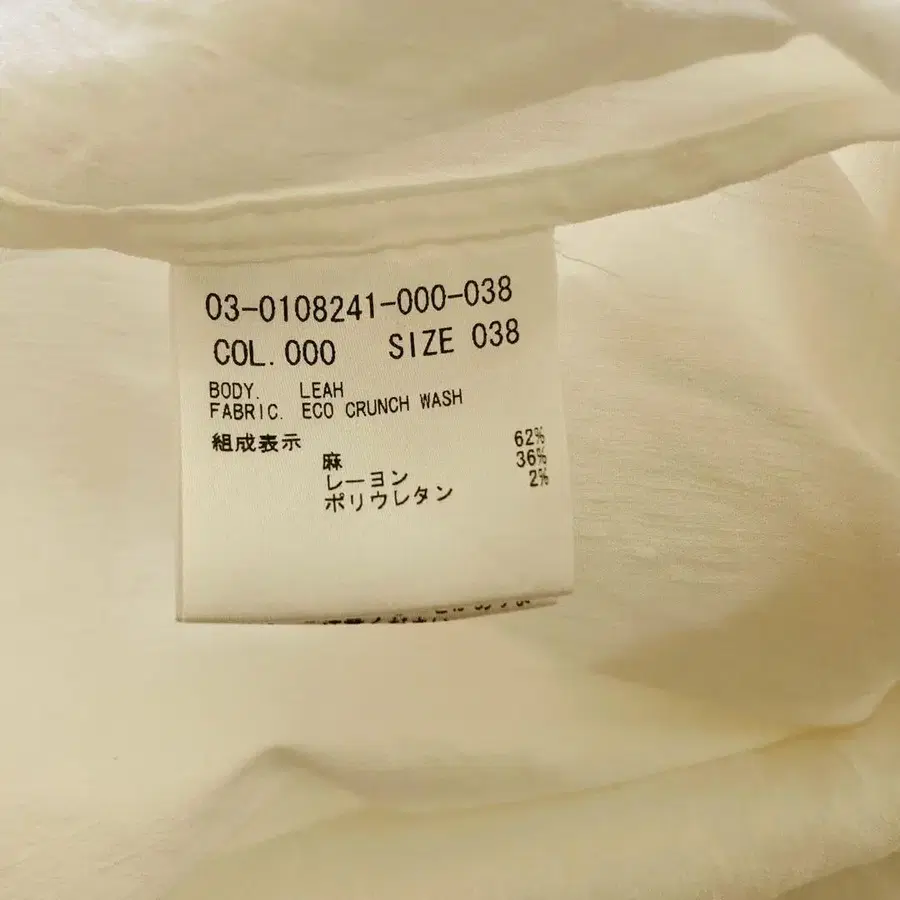 03-0108241-000-038
COL.000 SIZE 038
BODY. LEAH
FABRIC. ECO CRUNCH WASH
組成表示
麻 62%
レーヨン 36%
ポリウレタン 2%